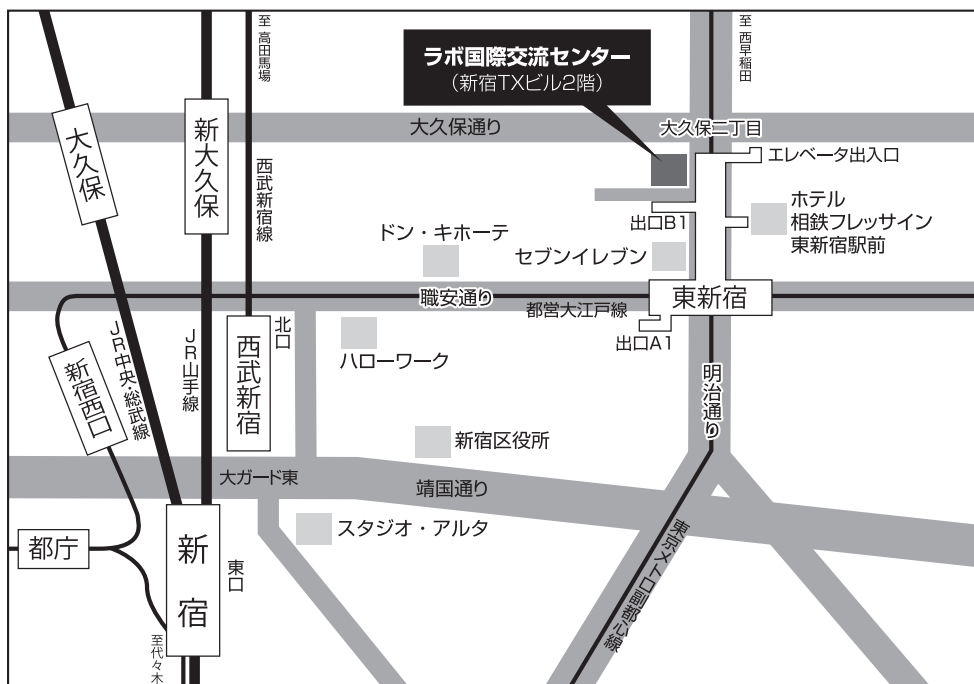 至高田馬場
至西早稲田
ラボ国際交流センター
(新宿TXビル2階)
大久保
新大久保
西武新宿線
大久保通り
大久保二丁目
エレベータ出入口
出口B1
ホテル
相鉄フレッサイン
東新宿駅前
ドン・キホーテ
セブンイレブン
職安通り
都営大江戸線
東新宿
出口A1
北口
西武新宿
ハローワーク
JR中央・総武線
JR山手線
新宿西口
明治通り
新宿区役所
大ガード東
靖国通り
スタジオ・アルタ
都庁
新宿
東口
東京メトロ副都心線
至代々木